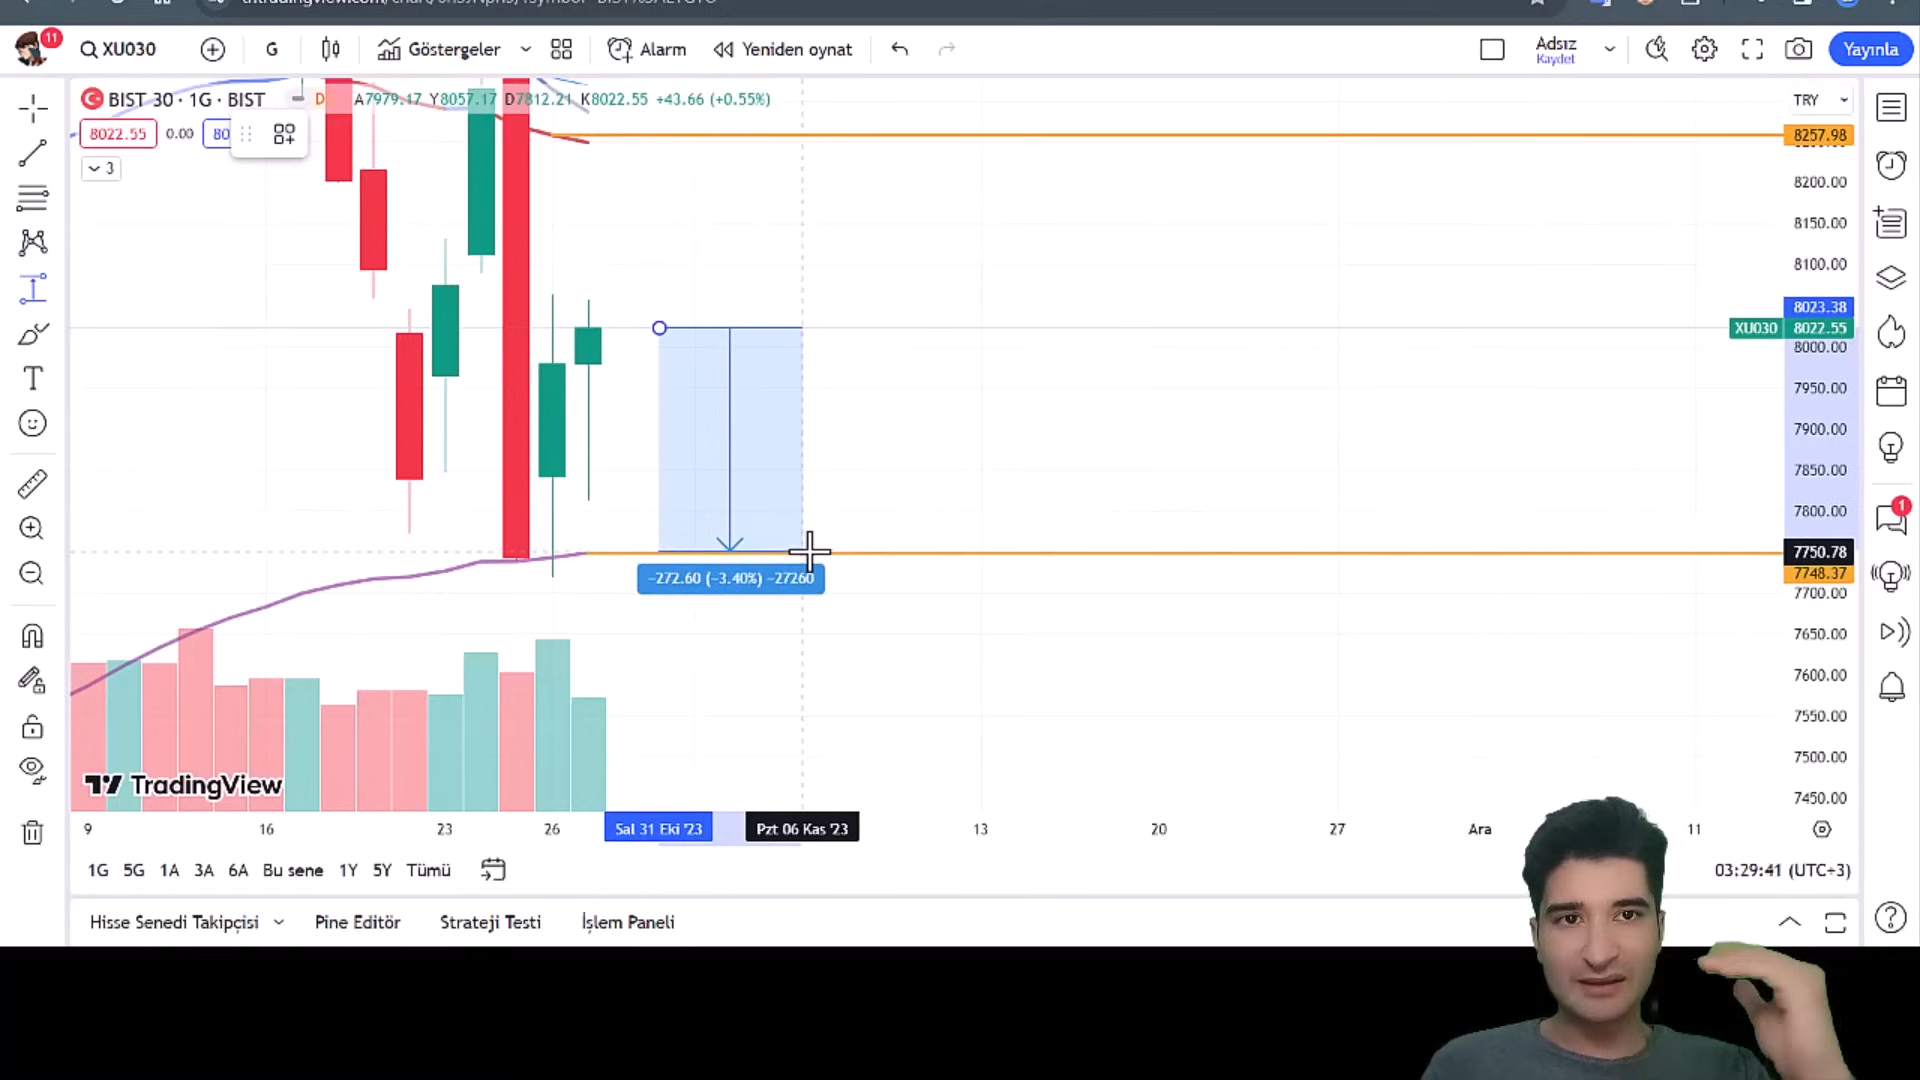 11
XU030
G
Göstergeler
Alarm
Yeniden oynat
Adsız
Kaydet
Yayınla
BIST 30 · 1G · BIST
D
A7979.17 Y8057.17 D7812.21 K8022.55 +43.66 (+0.55%)
TRY
8022.55
0.00
80
3
8257.98
8200.00
8150.00
8100.00
8023.38
XU030 8022.55
8000.00
7950.00
7900.00
7850.00
7800.00
1
7750.78
7748.37
−272.60 (−3.40%) −27260
7700.00
7650.00
7600.00
7550.00
7500.00
7450.00
TradingView
9
16
23
26
Sal 31 Eki '23
Pzt 06 Kas '23
13
20
27
Ara
11
1G
5G
1A
3A
6A
Bu sene
1Y
5Y
Tümü
03:29:41 (UTC+3)
Hisse Senedi Takipçisi
Pine Editör
Strateji Testi
İşlem Paneli